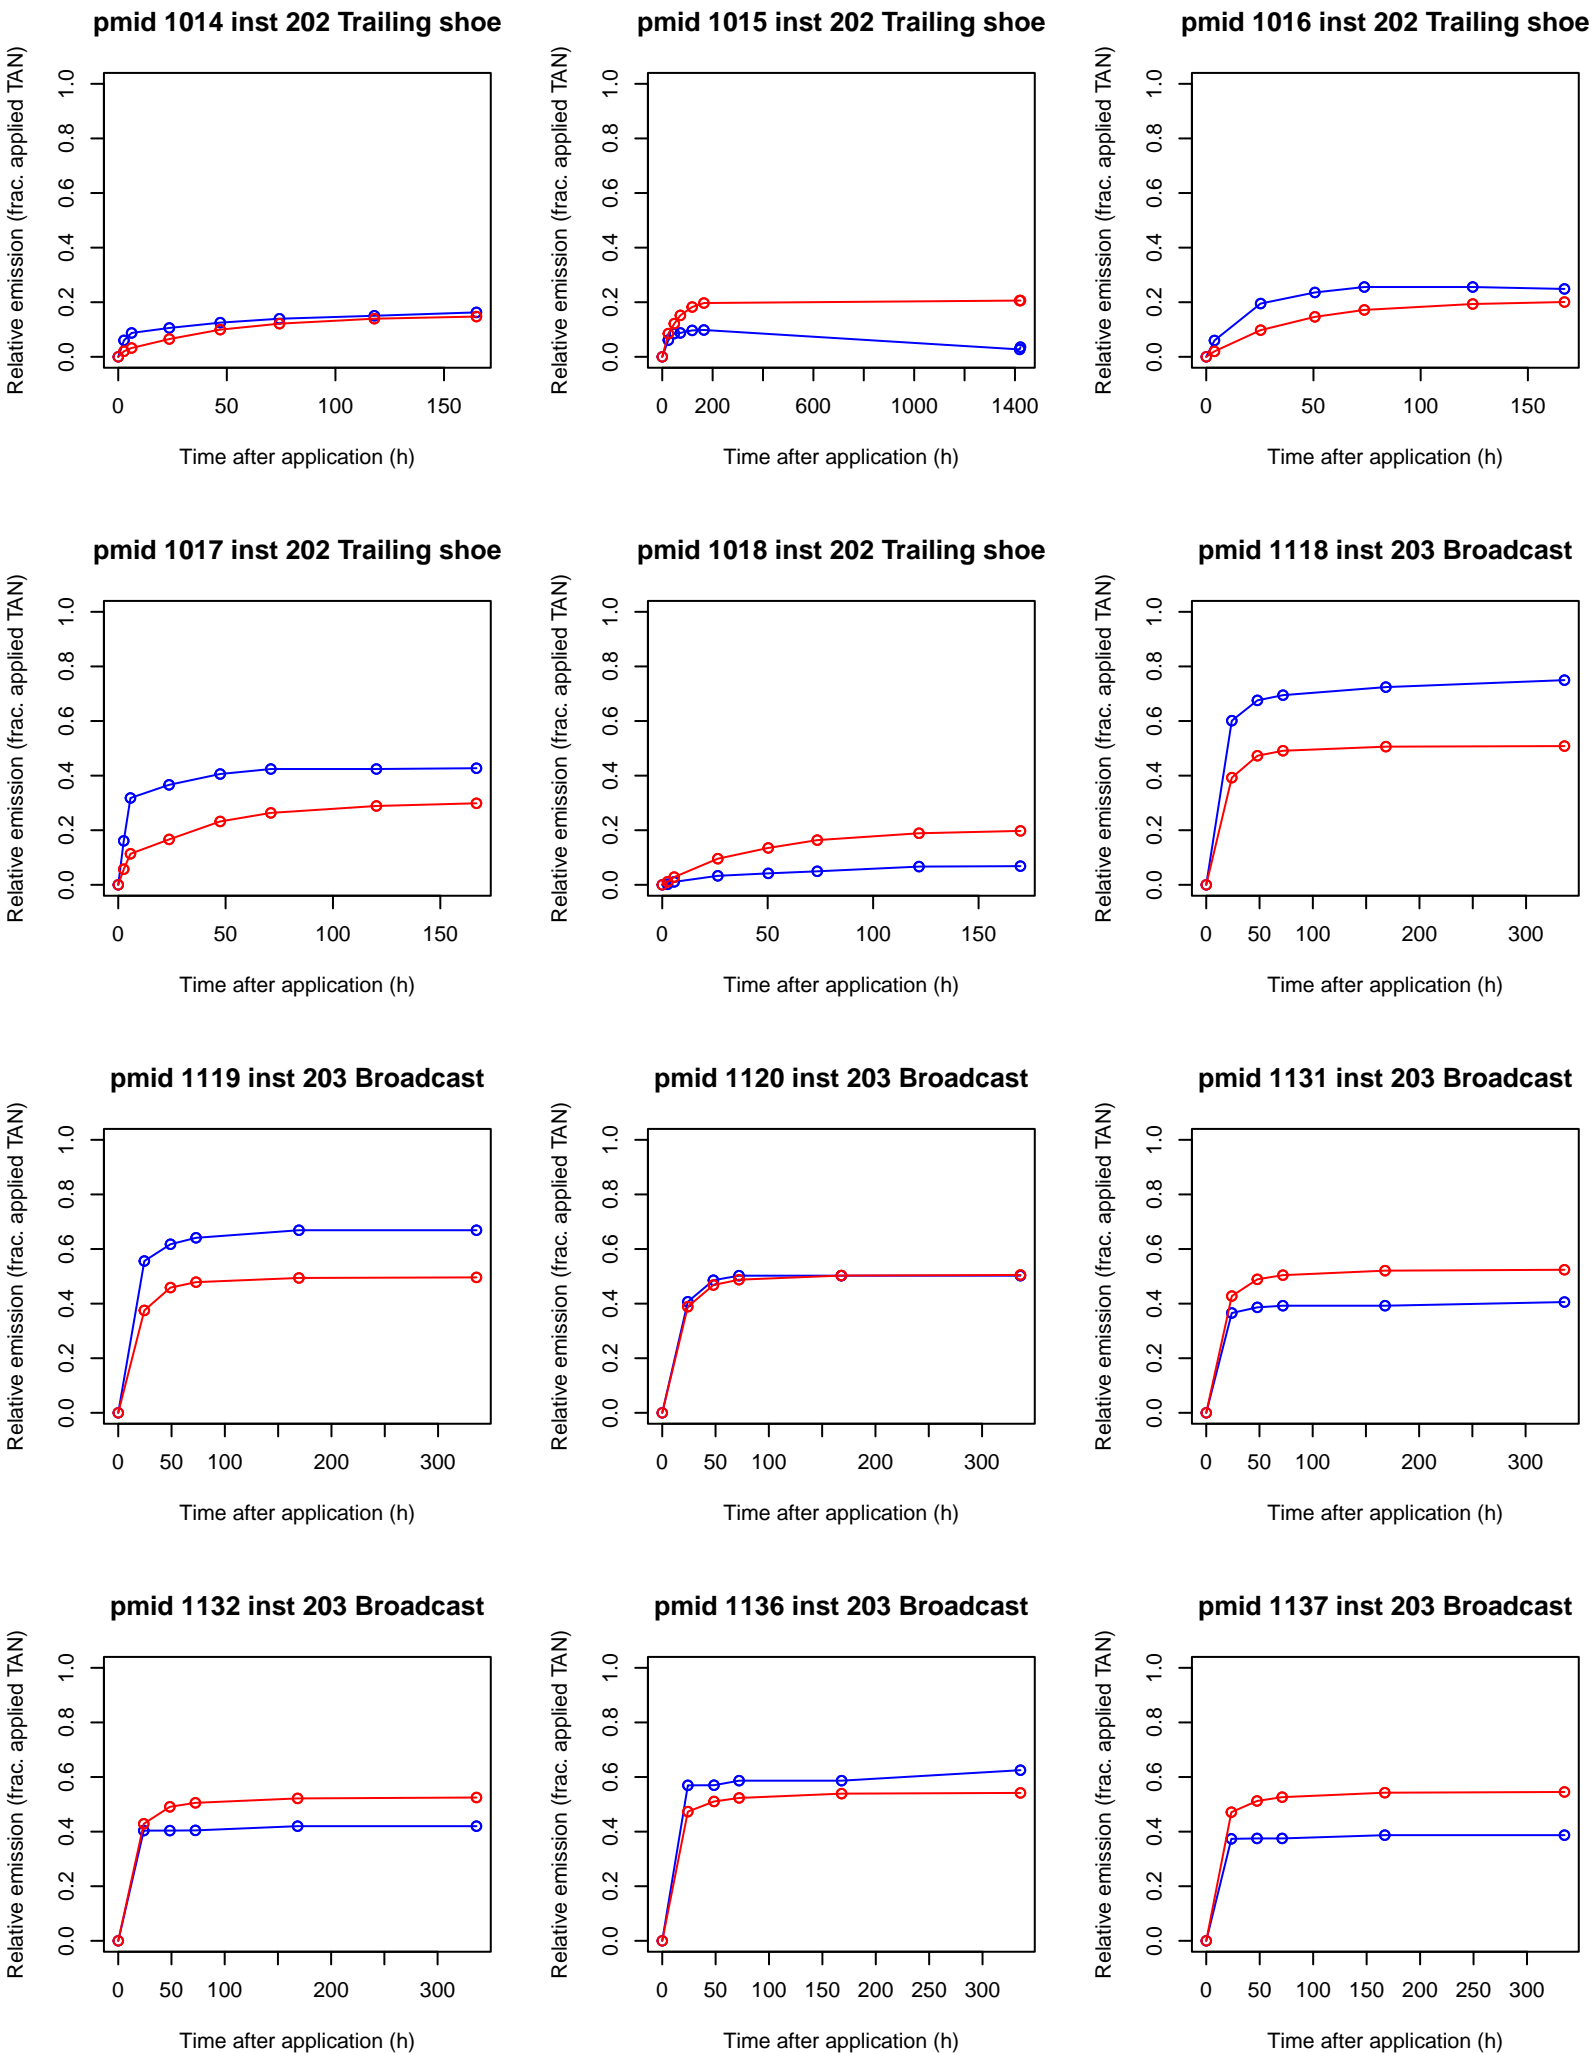 pmid 1014 inst 202 Trailing shoe
Relative emission (frac. applied TAN)
0.0 0.2 0.4 0.6 0.8 1.0
0 50 100 150
Time after application (h)
pmid 1015 inst 202 Trailing shoe
Relative emission (frac. applied TAN)
0.0 0.2 0.4 0.6 0.8 1.0
0 200 600 1000 1400
Time after application (h)
pmid 1016 inst 202 Trailing shoe
Relative emission (frac. applied TAN)
0.0 0.2 0.4 0.6 0.8 1.0
0 50 100 150
Time after application (h)
pmid 1017 inst 202 Trailing shoe
Relative emission (frac. applied TAN)
0.0 0.2 0.4 0.6 0.8 1.0
0 50 100 150
Time after application (h)
pmid 1018 inst 202 Trailing shoe
Relative emission (frac. applied TAN)
0.0 0.2 0.4 0.6 0.8 1.0
0 50 100 150
Time after application (h)
pmid 1118 inst 203 Broadcast
Relative emission (frac. applied TAN)
0.0 0.2 0.4 0.6 0.8 1.0
0 50 100 200 300
Time after application (h)
pmid 1119 inst 203 Broadcast
Relative emission (frac. applied TAN)
0.0 0.2 0.4 0.6 0.8 1.0
0 50 100 200 300
Time after application (h)
pmid 1120 inst 203 Broadcast
Relative emission (frac. applied TAN)
0.0 0.2 0.4 0.6 0.8 1.0
0 50 100 200 300
Time after application (h)
pmid 1131 inst 203 Broadcast
Relative emission (frac. applied TAN)
0.0 0.2 0.4 0.6 0.8 1.0
0 50 100 200 300
Time after application (h)
pmid 1132 inst 203 Broadcast
Relative emission (frac. applied TAN)
0.0 0.2 0.4 0.6 0.8 1.0
0 50 100 200 300
Time after application (h)
pmid 1136 inst 203 Broadcast
Relative emission (frac. applied TAN)
0.0 0.2 0.4 0.6 0.8 1.0
0 50 100 150 200 250 300
Time after application (h)
pmid 1137 inst 203 Broadcast
Relative emission (frac. applied TAN)
0.0 0.2 0.4 0.6 0.8 1.0
0 50 100 150 200 250 300
Time after application (h)